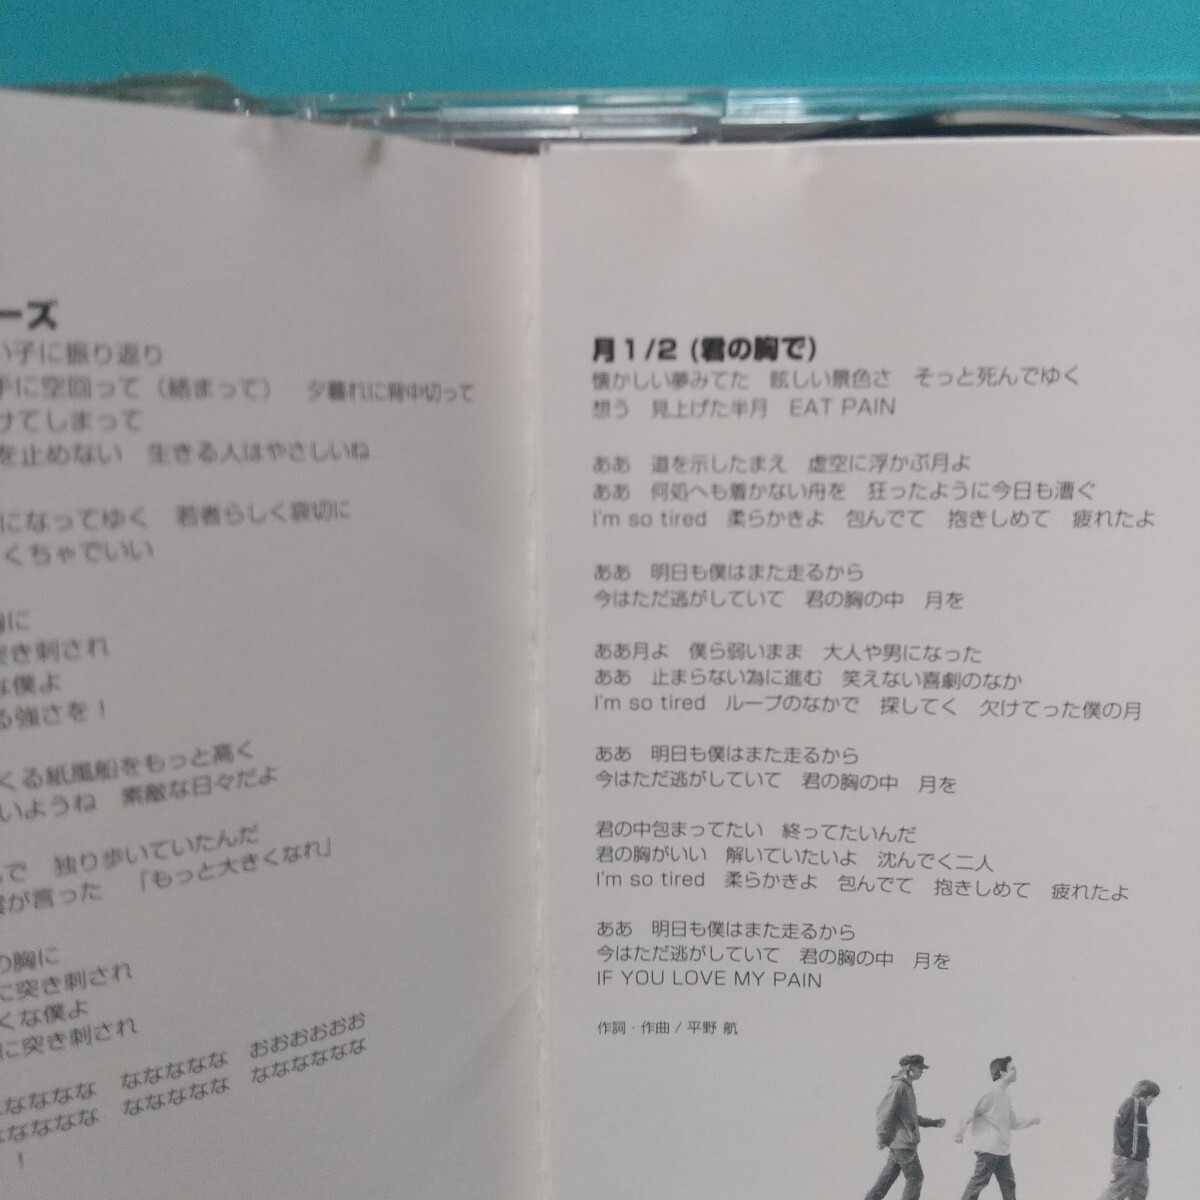 ーズ
い子に振り返り
手に空回って（絡まって）　夕暮れに背中切って
けてしまって
を止めない　生きる人はやさしいね
になってゆく　若者らしく哀切に
くちゃでいい
胸に
突き刺され
な僕よ
る強さを！
くる紙風船をもっと高く
いようね　素敵な日々だよ
で　独り歩いていたんだ
が言った　「もっと大きくなれ」
の胸に
に突き刺され
くな僕よ
に突き刺され
なななな　ななななな　おおおおおお
ななななな　ななななな　なななななな
！
月１/２ (君の胸で)
懐かしい夢みてた　眩しい景色さ　そっと死んでゆく
想う　見上げた半月　EAT PAIN
ああ　道を示したまえ　虚空に浮かぶ月よ
ああ　何処へも着かない舟を　狂ったように今日も漕ぐ
I'm so tired　柔らかきよ　包んでて　抱きしめて　疲れたよ
ああ　明日も僕はまた走るから
今はただ逃がしていて　君の胸の中　月を
ああ月よ　僕ら弱いまま　大人や男になった
ああ　止まらない為に進む　笑えない喜劇のなか
I'm so tired　ループのなかで　探してく　欠けてった僕の月
ああ　明日も僕はまた走るから
今はただ逃がしていて　君の胸の中　月を
君の中包まってたい　終ってたいんだ
君の胸がいい　解いていたいよ　沈んでく二人
I'm so tired　柔らかきよ　包んでて　抱きしめて　疲れたよ
ああ　明日も僕はまた走るから
今はただ逃がしていて　君の胸の中　月を
IF YOU LOVE MY PAIN
作詞・作曲 / 平野 航